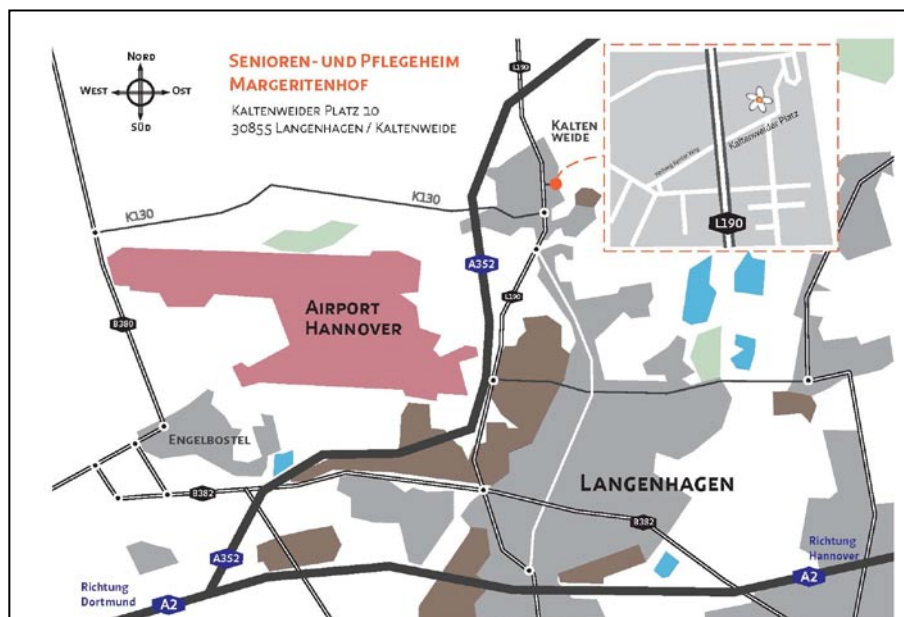 NORD
WEST OST
SÜD
SENIOREN- UND PFLEGEHEIM
MARGERITENHOF
KALTENWEIDER PLATZ 10
30855 LANGENHAGEN / KALTENWEIDE
L190
KALTEN
WEIDE
Kaltenweider Platz
L190
K130
K130
A352
AIRPORT
HANNOVER
L190
B380
ENGELBOSTEL
B382
LANGENHAGEN
B382
A352
Richtung
Hannover
A2
Richtung
Dortmund
A2